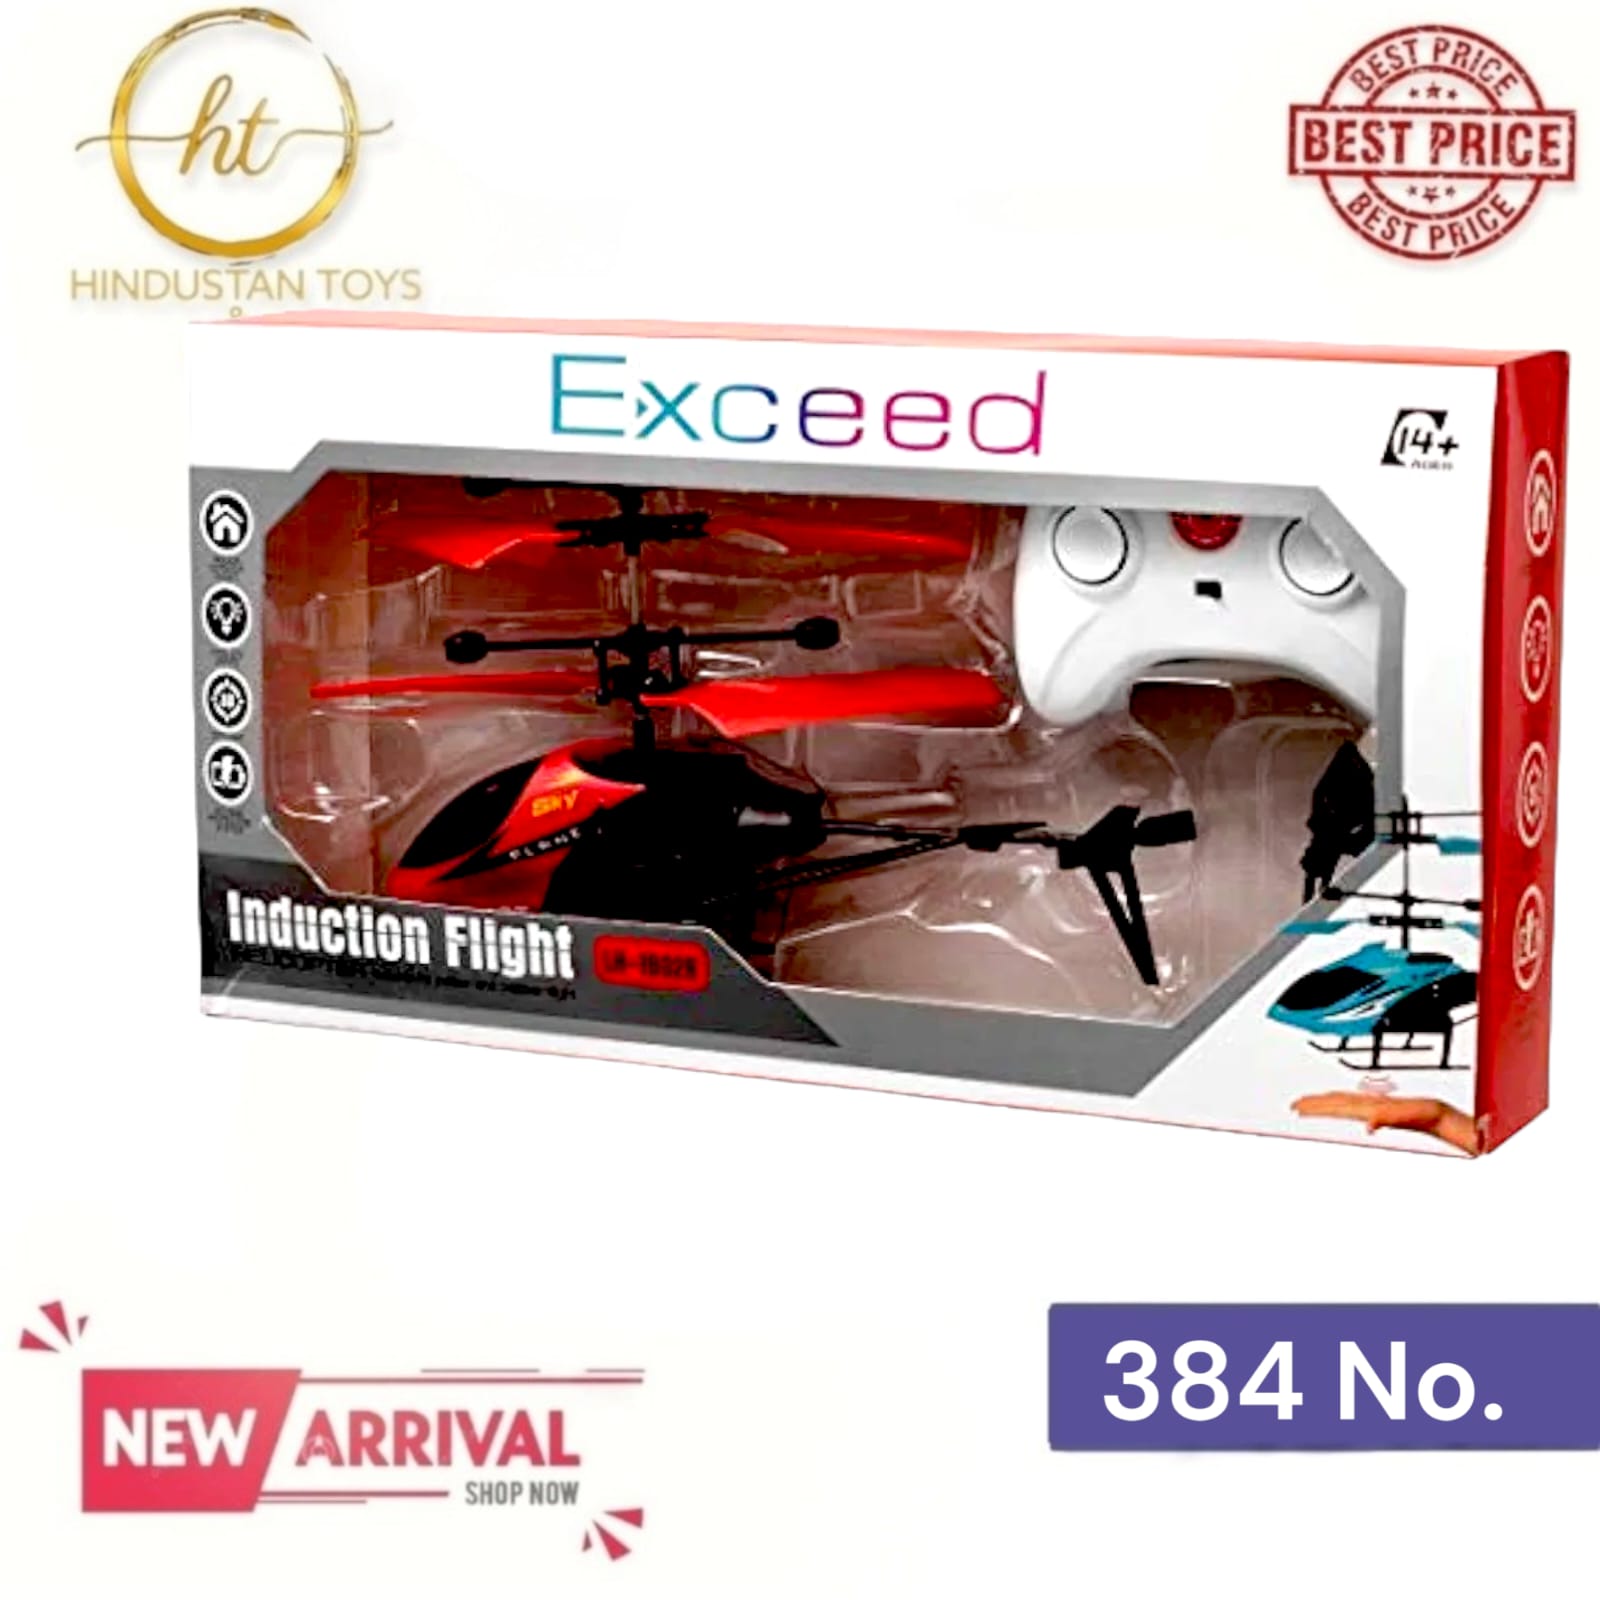 ht
HINDUSTAN TOYS
BEST PRICE
BEST PRICE
BEST PRICE
Exceed
14+
Sky
PLANE
Induction Flight
NEW ARRIVAL
SHOP NOW
384 No.